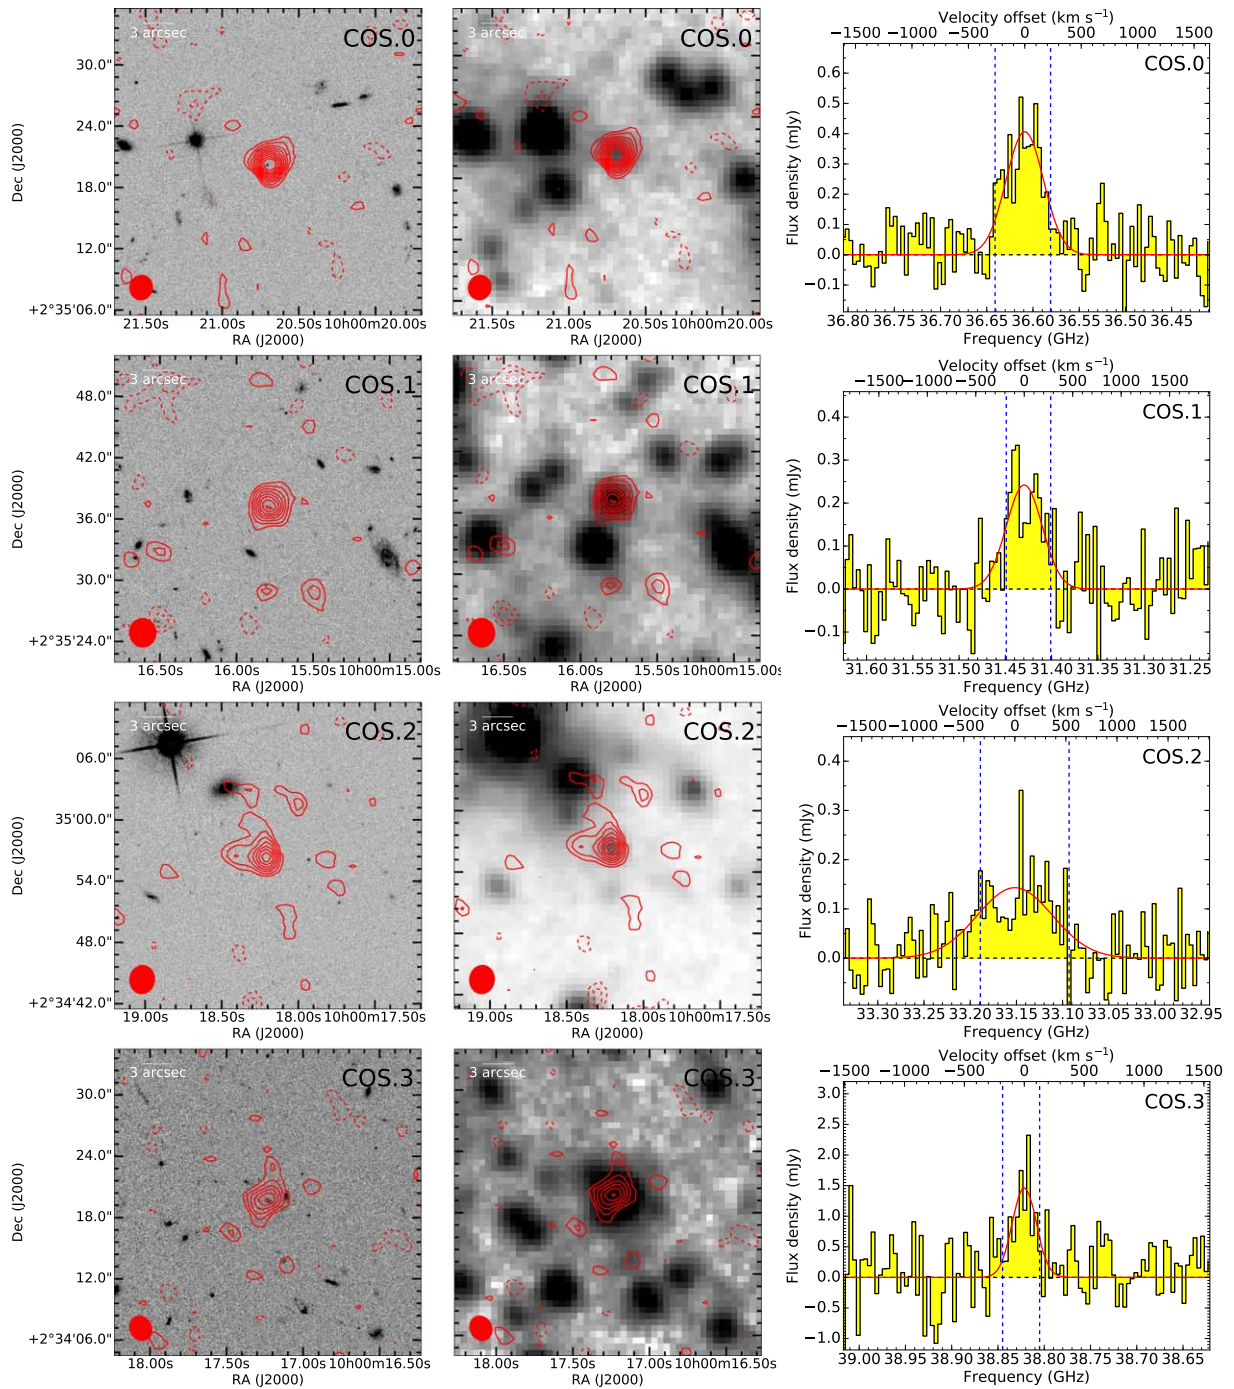 3 arcsec
COS.0
30.0"
24.0"
18.0"
12.0"
+2°35'06.0"
Dec (J2000)
21.50s 21.00s 20.50s 10h00m20.00s
RA (J2000)
3 arcsec
COS.0
21.50s 21.00s 20.50s 10h00m20.00s
RA (J2000)
Velocity offset (km s⁻¹)
−1500 −1000 −500 0 500 1000 1500
COS.0
0.6
0.5
0.4
0.3
0.2
0.1
0.0
−0.1
Flux density (mJy)
36.80 36.75 36.70 36.65 36.60 36.55 36.50 36.45
Frequency (GHz)
3 arcsec
COS.1
48.0"
42.0"
36.0"
30.0"
+2°35'24.0"
Dec (J2000)
16.50s 16.00s 15.50s 10h00m15.00s
RA (J2000)
3 arcsec
COS.1
16.50s 16.00s 15.50s 10h00m15.00s
RA (J2000)
Velocity offset (km s⁻¹)
−1500 −1000 −500 0 500 1000 1500
COS.1
0.4
0.3
0.2
0.1
0.0
−0.1
Flux density (mJy)
31.60 31.55 31.50 31.45 31.40 31.35 31.30 31.25
Frequency (GHz)
3 arcsec
COS.2
06.0"
35'00.0"
54.0"
48.0"
+2°34'42.0"
Dec (J2000)
19.00s 18.50s 18.00s 10h00m17.50s
RA (J2000)
3 arcsec
COS.2
19.00s 18.50s 18.00s 10h00m17.50s
RA (J2000)
Velocity offset (km s⁻¹)
−1500 −1000 −500 0 500 1000 1500
COS.2
0.4
0.3
0.2
0.1
0.0
Flux density (mJy)
33.30 33.25 33.20 33.15 33.10 33.05 33.00 32.95
Frequency (GHz)
3 arcsec
COS.3
30.0"
24.0"
18.0"
12.0"
+2°34'06.0"
Dec (J2000)
18.00s 17.50s 17.00s 10h00m16.50s
RA (J2000)
3 arcsec
COS.3
18.00s 17.50s 17.00s 10h00m16.50s
RA (J2000)
Velocity offset (km s⁻¹)
−1500 −1000 −500 0 500 1000 1500
COS.3
3.0
2.5
2.0
1.5
1.0
0.5
0.0
−0.5
−1.0
Flux density (mJy)
39.00 38.95 38.90 38.85 38.80 38.75 38.70 38.65
Frequency (GHz)